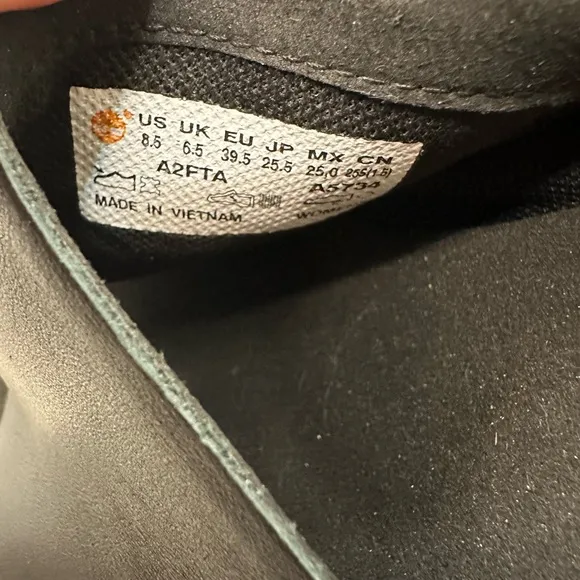 US UK EU JP MX CN
8.5 6.5 39.5 25.5 25,0 255(1.5)
A2FTA A5734
MADE IN VIETNAM